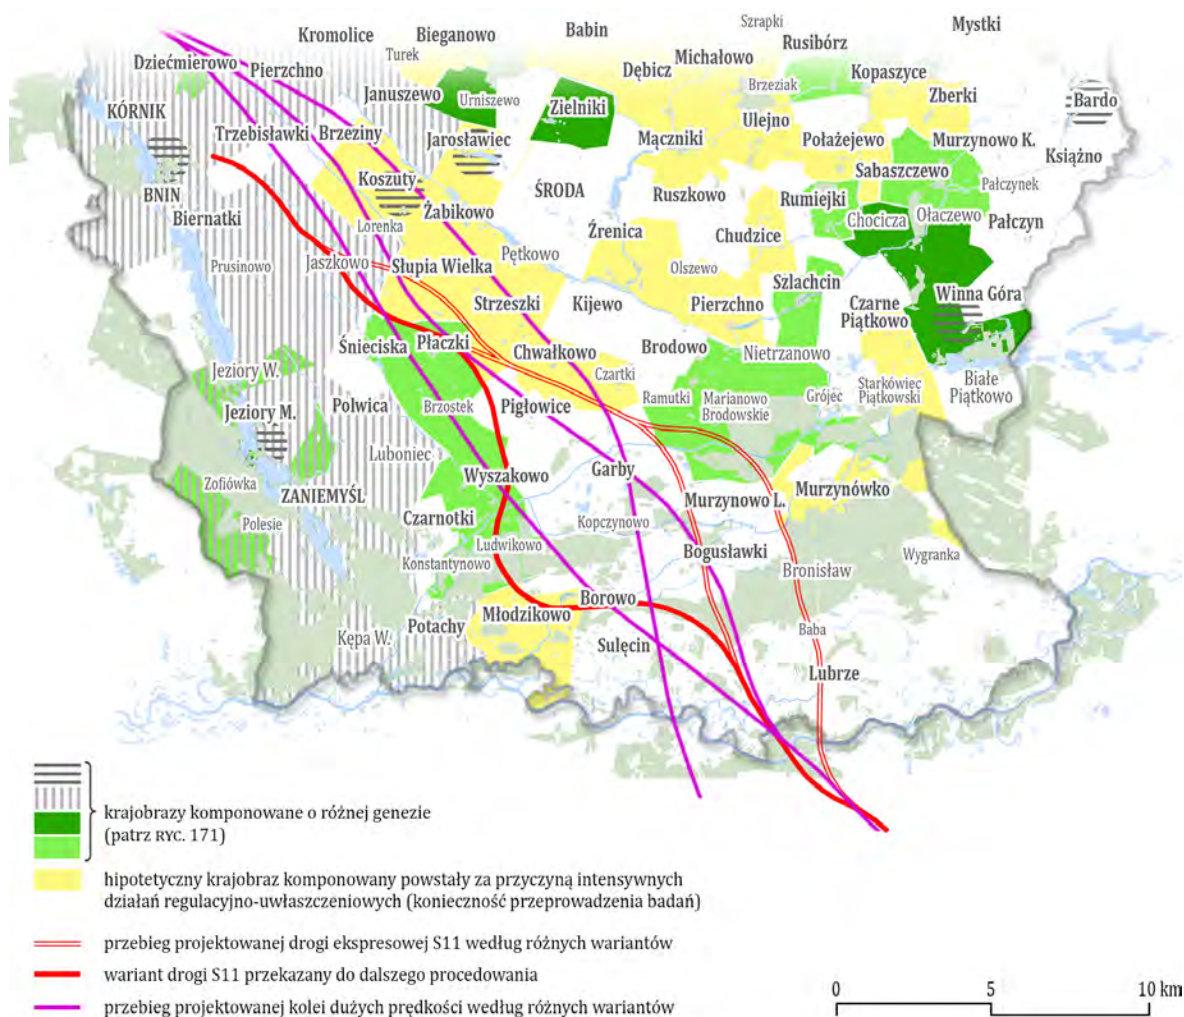 Szrapki
Mystki
Babin
Kromolice
Bieganowo
Rusibórz
Turek
Michałowo
Dziećmierowo
Pierzchno
Dębicz
Kopaszyce
Januszewo
Urniszewo
Brzeziak
Zberki
Bardo
KÓRNIK
Zielniki
Ulejno
Trzebisławki
Brzeziny
Jarosławiec
Mączniki
Połażejewo
Murzynowo K.
Książno
Sabaszczewo
Koszuty
ŚRODA
Ruszkowo
Pałczynek
BNIN
Rumiejki
Biernatki
Żabikowo
Chocicza
Olaczewo
Pałczyn
Lorenka
Źrenica
Chudzice
Pętkowo
Prusinowo
Jaszkowo
Słupia Wielka
Olszewo
Szlachcin
Strzeszki
Kijewo
Pierzchno
Czarne
Piątkowo
Winna Góra
Śnieciska
Płaczki
Chwałkowo
Brodowo
Nietrzanowo
Jeziory W.
Czartki
Białe
Piątkowo
Brzostek
Ramutki
Marianowo
Brodowskie
Grójec
Starkówiec
Piątkowski
Jeziory M.
Polwica
Pigłowice
Luboniec
Zofiówka
Wyszakowo
Garby
ZANIEMYŚL
Murzynowo L.
Murzynówko
Polesie
Czarnotki
Kopczynowo
Ludwikowo
Bogusławki
Wygranka
Konstantynowo
Bronisław
Borowo
Młodzikowo
Potachy
Baba
Kępa W.
Sulęcin
Lubrze
krajobrazy komponowane o różnej genezie
(patrz RYC. 171)
hipotetyczny krajobraz komponowany powstały za przyczyną intensywnych
działań regulacyjno-uwłaszczeniowych (konieczność przeprowadzenia badań)
przebieg projektowanej drogi ekspresowej S11 według różnych wariantów
wariant drogi S11 przekazany do dalszego procedowania
przebieg projektowanej kolei dużych prędkości według różnych wariantów
0 5 10 km